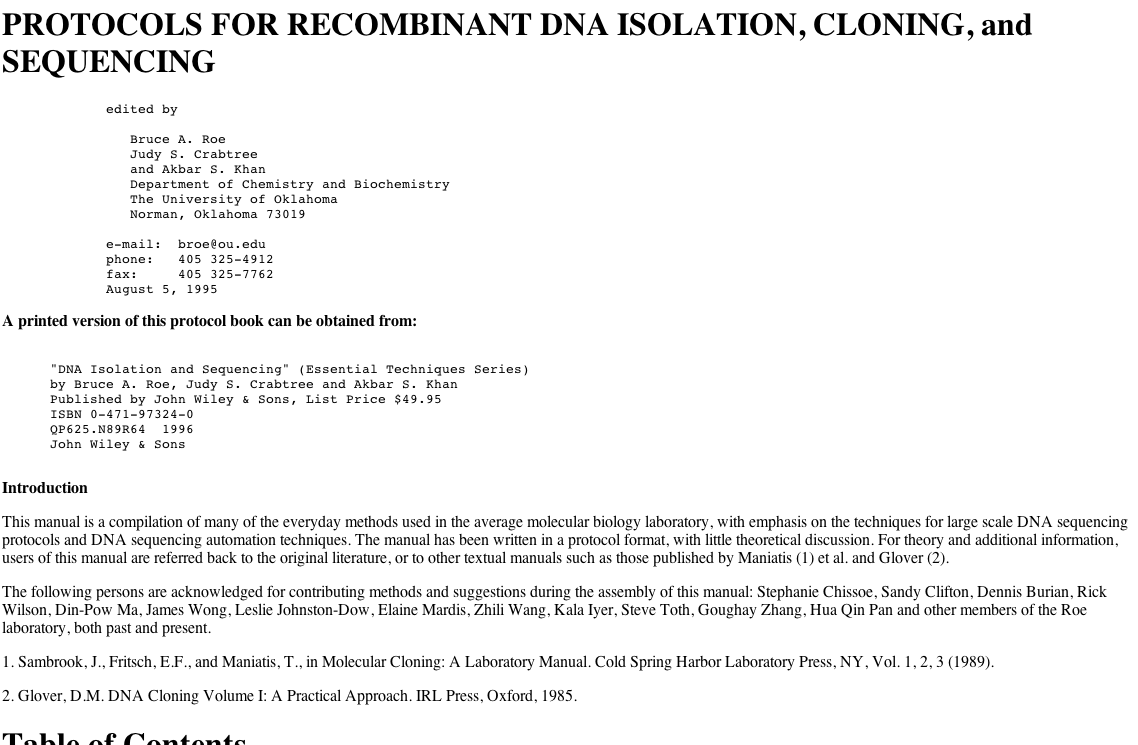 PROTOCOLS FOR RECOMBINANT DNA ISOLATION, CLONING, and
SEQUENCING
edited by
Bruce A. Roe
Judy S. Crabtree
and Akbar S. Khan
Department of Chemistry and Biochemistry
The University of Oklahoma
Norman, Oklahoma 73019
e-mail: broe@ou.edu
phone: 405 325-4912
fax: 405 325-7762
August 5, 1995
A printed version of this protocol book can be obtained from:
"DNA Isolation and Sequencing" (Essential Techniques Series)
by Bruce A. Roe, Judy S. Crabtree and Akbar S. Khan
Published by John Wiley & Sons, List Price $49.95
ISBN 0-471-97324-0
QP625.N89R64 1996
John Wiley & Sons
Introduction
This manual is a compilation of many of the everyday methods used in the average molecular biology laboratory, with emphasis on the techniques for large scale DNA sequencing
protocols and DNA sequencing automation techniques. The manual has been written in a protocol format, with little theoretical discussion. For theory and additional information,
users of this manual are referred back to the original literature, or to other textual manuals such as those published by Maniatis (1) et al. and Glover (2).
The following persons are acknowledged for contributing methods and suggestions during the assembly of this manual: Stephanie Chissoe, Sandy Clifton, Dennis Burian, Rick
Wilson, Din-Pow Ma, James Wong, Leslie Johnston-Dow, Elaine Mardis, Zhili Wang, Kala Iyer, Steve Toth, Goughay Zhang, Hua Qin Pan and other members of the Roe
laboratory, both past and present.
1. Sambrook, J., Fritsch, E.F., and Maniatis, T., in Molecular Cloning: A Laboratory Manual. Cold Spring Harbor Laboratory Press, NY, Vol. 1, 2, 3 (1989).
2. Glover, D.M. DNA Cloning Volume I: A Practical Approach. IRL Press, Oxford, 1985.
Table of Contents